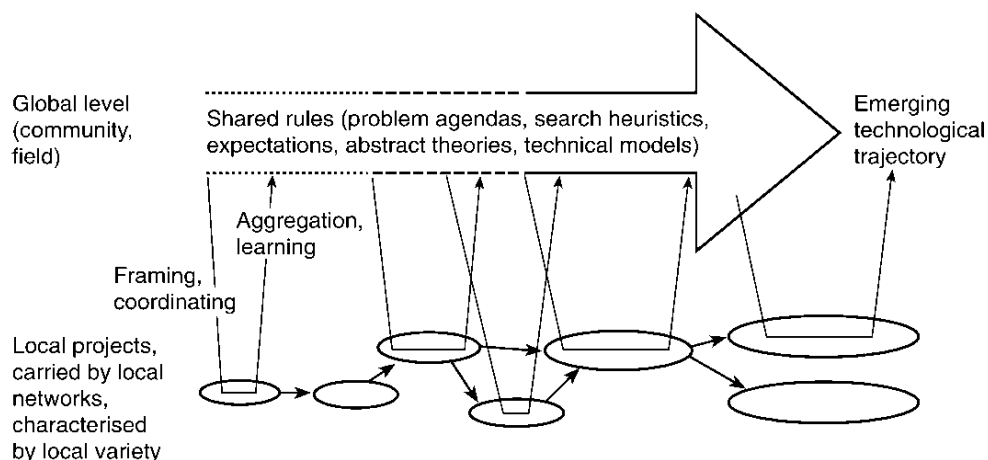 Global level
(community,
field)
Shared rules (problem agendas, search heuristics,
expectations, abstract theories, technical models)
Emerging
technological
trajectory
Aggregation,
learning
Framing,
coordinating
Local projects,
carried by local
networks,
characterised
by local variety